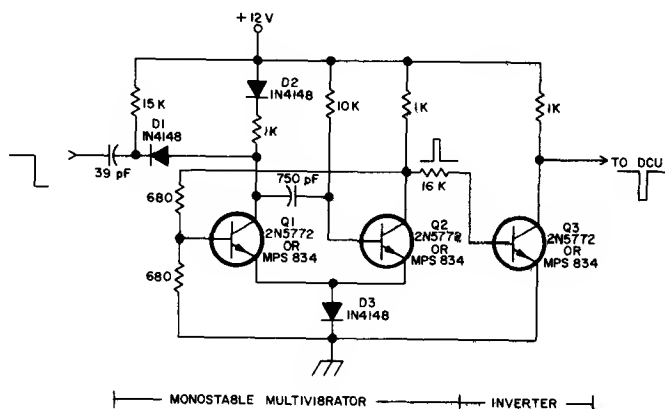 +12V
D2
1N4148
15K
D1
1N4148
1K
10K
1K
1K
39 pF
750 pF
16 K
TO DCU
680
680
Q1
2N5772
OR
MPS 834
Q2
2N5772
OR
MPS 834
Q3
2N5772
OR
MPS 834
D3
1N4148
MONOSTABLE MULTIVIBRATOR
INVERTER